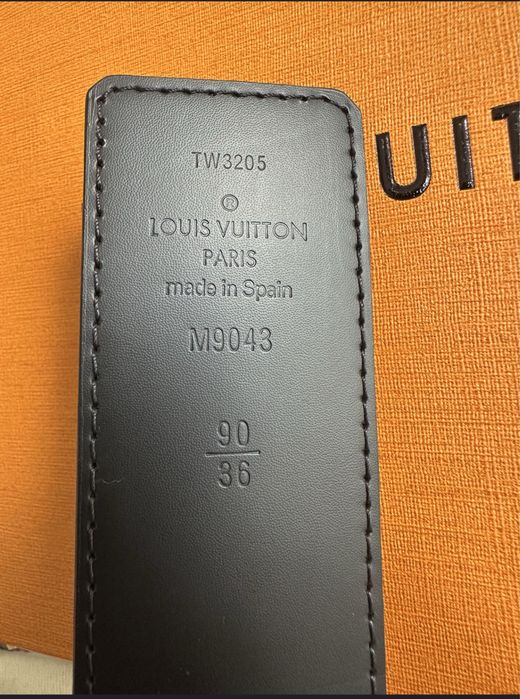 TW3205
®
LOUIS VUITTON
PARIS
made in Spain
M9043
90
36
UIT